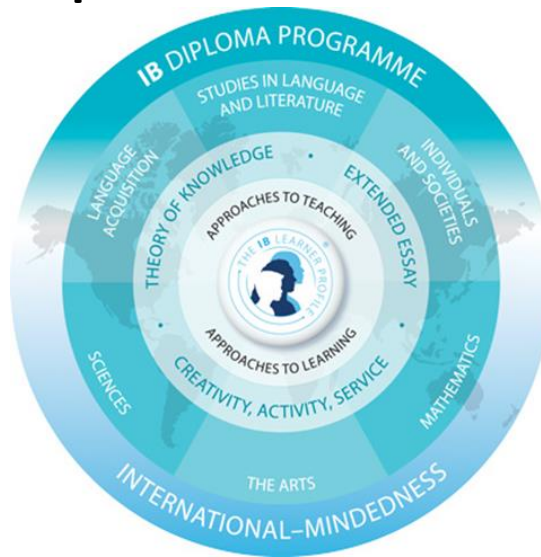 IB DIPLOMA PROGRAMME
STUDIES IN LANGUAGE
AND LITERATURE
LANGUAGE
ACQUISITION
INDIVIDUALS
AND SOCIETIES
THEORY OF KNOWLEDGE
•
EXTENDED ESSAY
•
APPROACHES TO TEACHING
THE IB LEARNER PROFILE
®
APPROACHES TO LEARNING
•
CREATIVITY, ACTIVITY, SERVICE
SCIENCES
MATHEMATICS
THE ARTS
INTERNATIONAL–MINDEDNESS